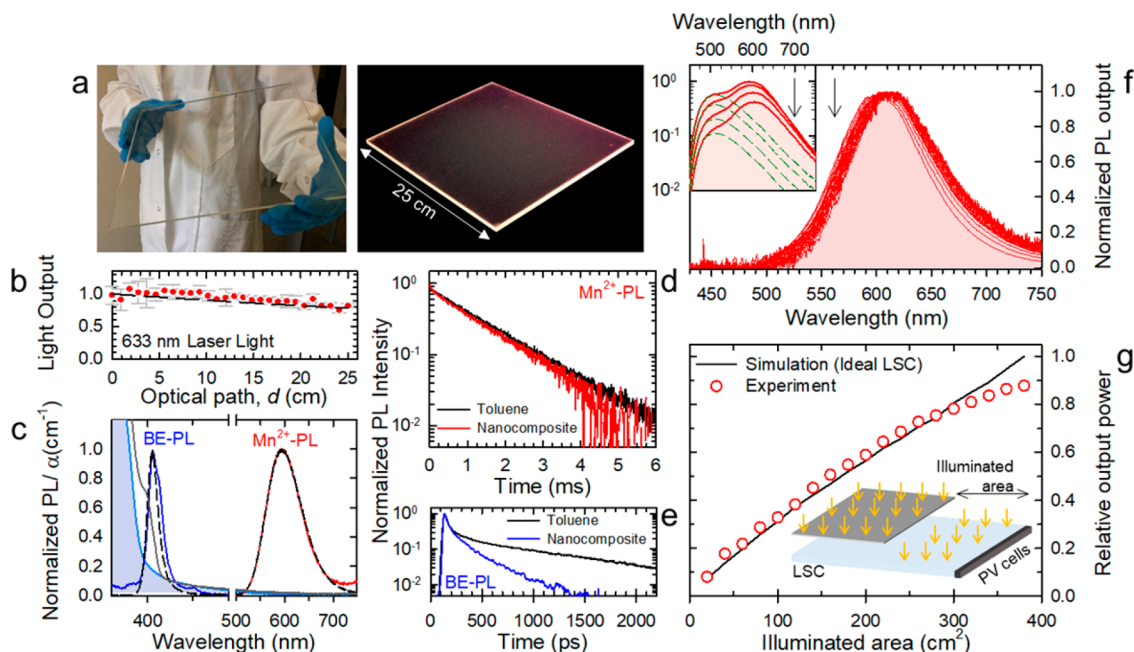 a
25 cm
Wavelength (nm)
500 600 700
10⁰
10⁻¹
10⁻²
f
1.0
0.8
0.6
0.4
0.2
0.0
Normalized PL output
450 500 550 600 650 700 750
Wavelength (nm)
b
Light Output
1.0
0.5
0.0
633 nm Laser Light
0 5 10 15 20 25
Optical path, d (cm)
c
Normalized PL/ α(cm⁻¹)
1.0
0.8
0.6
0.4
0.2
0.0
BE-PL
Mn²⁺-PL
400 500 600 700
Wavelength (nm)
d
Normalized PL Intensity
10⁰
10⁻¹
10⁻²
Mn²⁺-PL
Toluene
Nanocomposite
0 1 2 3 4 5 6
Time (ms)
e
10⁰
10⁻¹
10⁻²
Toluene
Nanocomposite
BE-PL
0 500 1000 1500 2000
Time (ps)
g
Simulation (Ideal LSC)
Experiment
Illuminated
area
LSC
PV cells
1.0
0.8
0.6
0.4
0.2
0.0
Relative output power
0 100 200 300 400
Illuminated area (cm²)